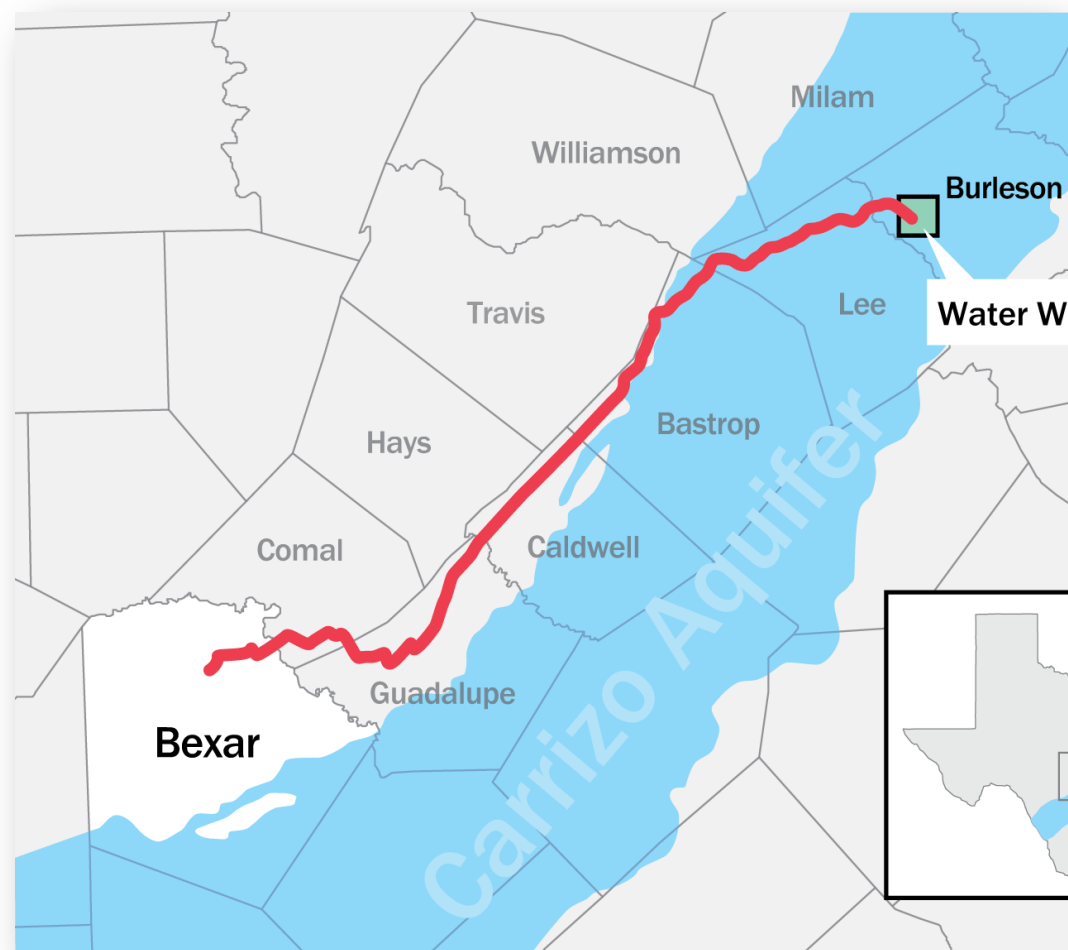 Milam
Williamson
Burleson
Travis
Lee
Water W
Bastrop
Hays
Comal
Caldwell
Guadalupe
Bexar
Carrizo Aquifer